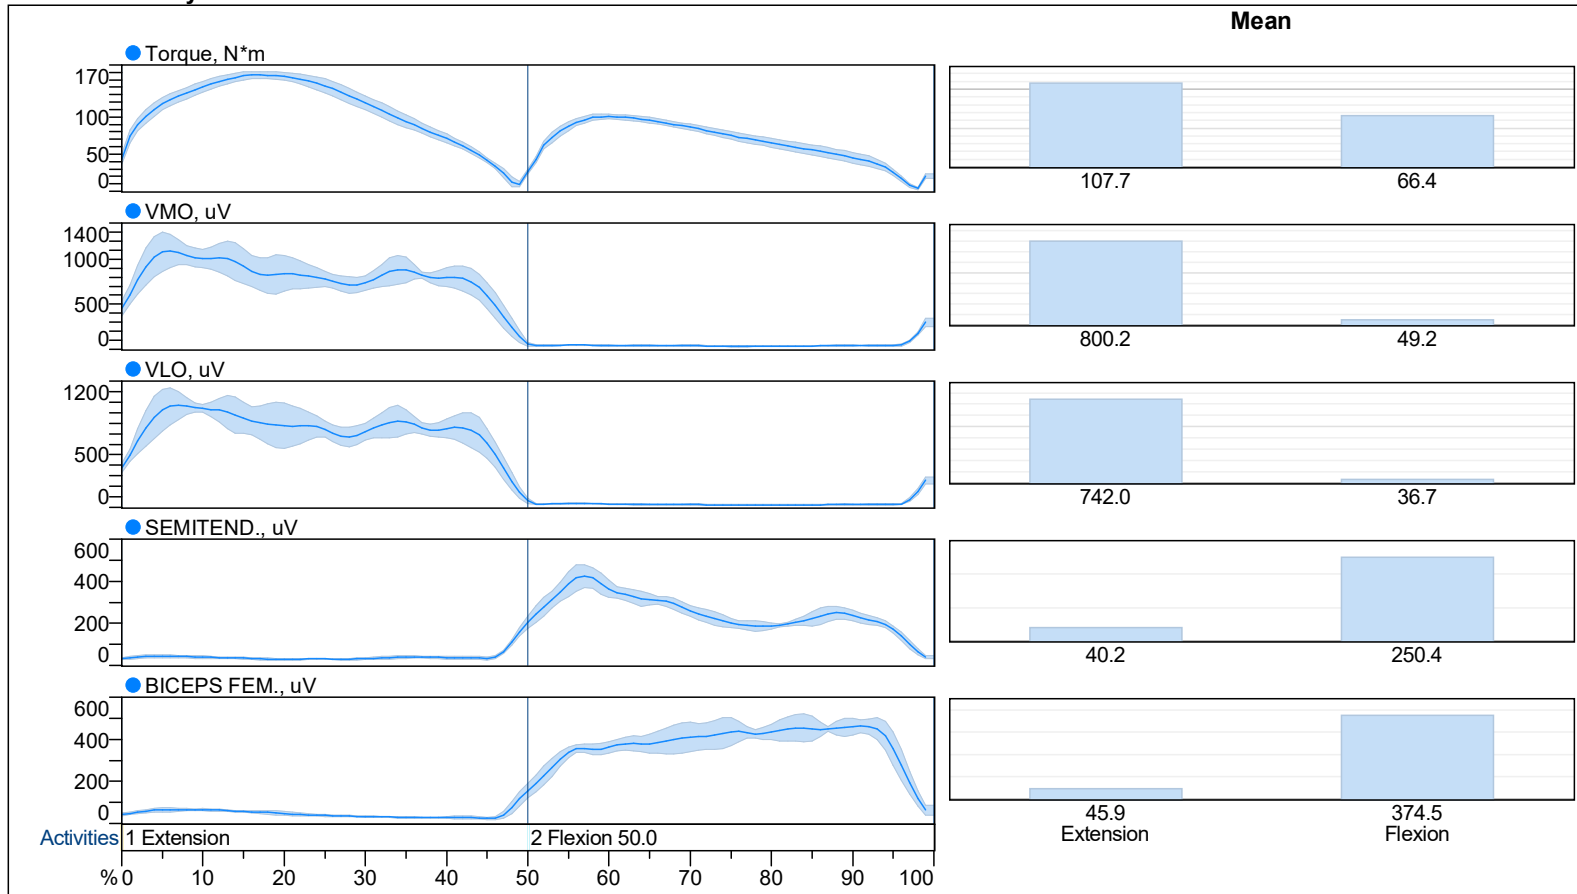 Mean
Torque, N*m
170
100
50
0
107.7 66.4
VMO, uV
1400
1000
500
0
800.2 49.2
VLO, uV
1200
500
0
742.0 36.7
SEMITEND., uV
600
400
200
0
40.2 250.4
BICEPS FEM., uV
600
400
200
0
45.9 374.5
Extension Flexion
Activities 1 Extension 2 Flexion 50.0
% 0 10 20 30 40 50 60 70 80 90 100